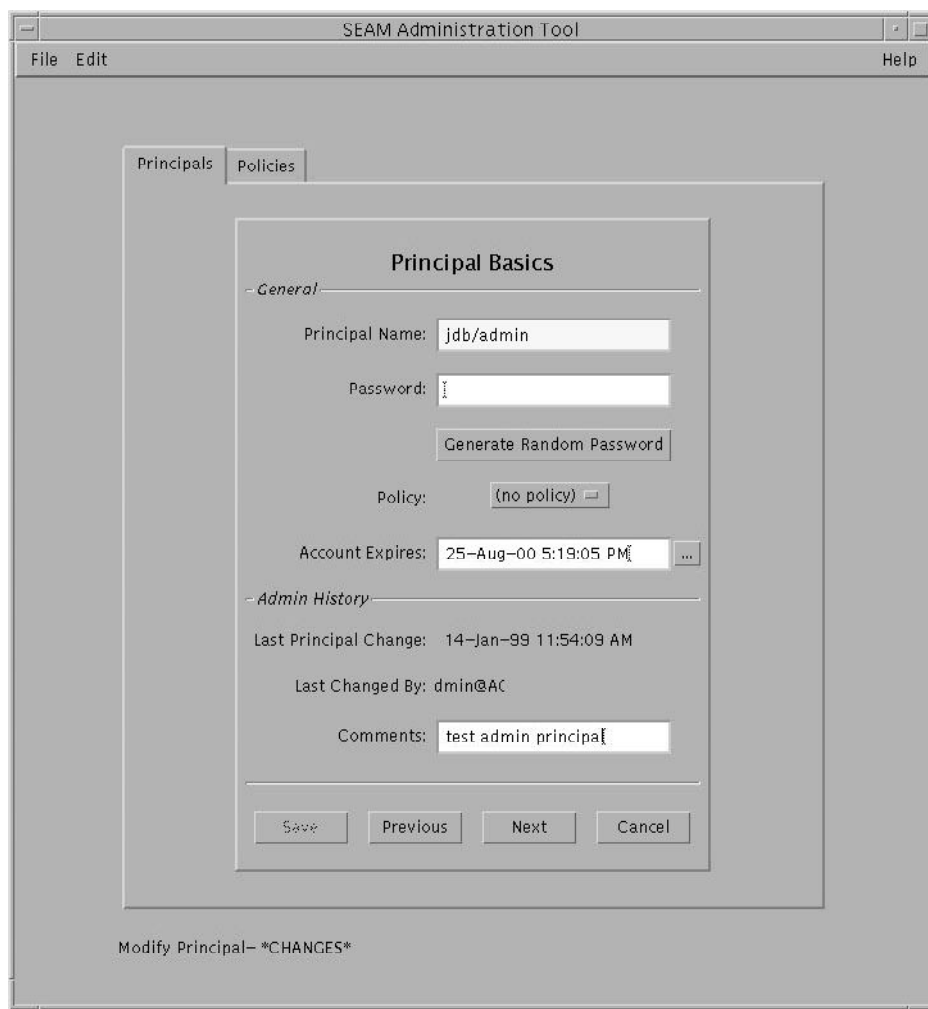 SEAM Administration Tool
File Edit Help
Principals Policies
Principal Basics
General
Principal Name: jdb/admin
Password:
Generate Random Password
Policy: (no policy)
Account Expires: 25-Aug-00 5:19:05 PM ...
Admin History
Last Principal Change: 14-Jan-99 11:54:09 AM
Last Changed By: dmin@AC
Comments: test admin principal
Save Previous Next Cancel
Modify Principal- *CHANGES*